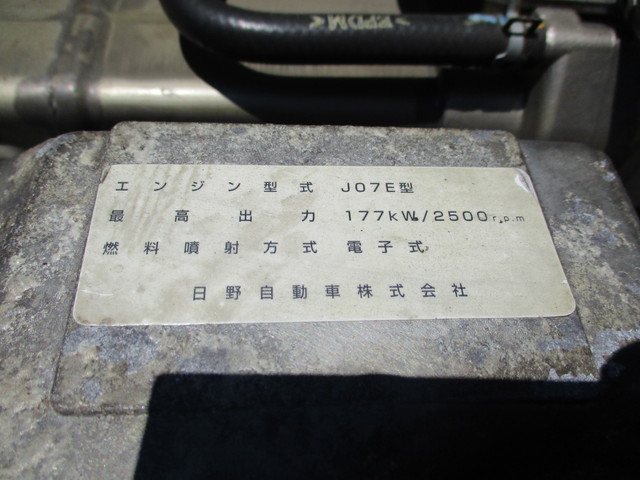 >EPDM<
エンジン型式 J07E型
最高出力 177kW/2500r.p.m
燃料噴射方式 電子式
日野自動車株式会社